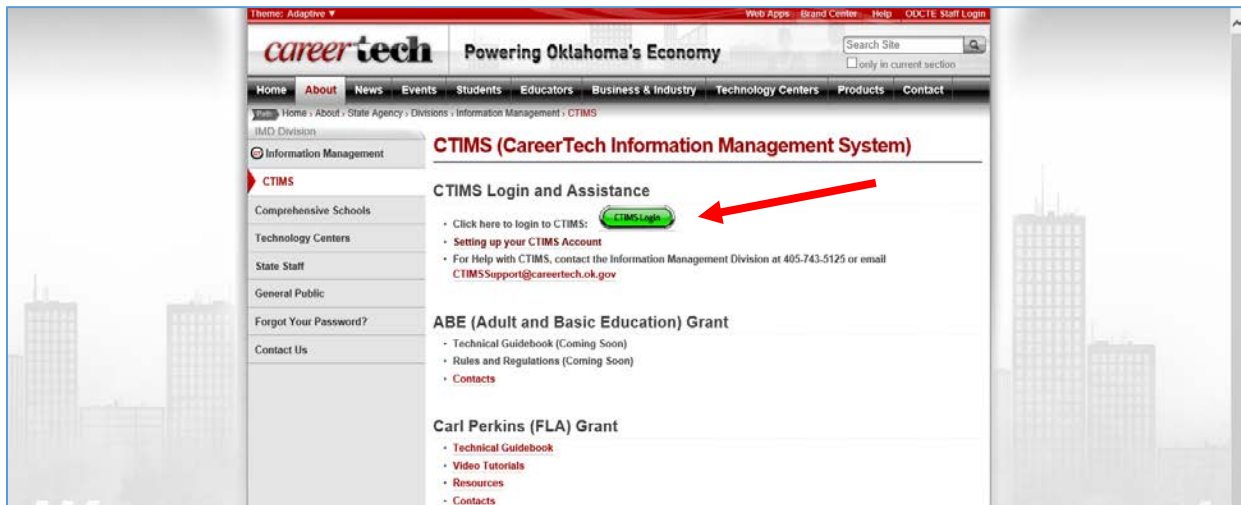 Theme: Adaptive ▼ Web Apps Brand Center Help ODCTE Staff Login
careertech Powering Oklahoma's Economy Search Site
only in current section
Home About News Events Students Educators Business & Industry Technology Centers Products Contact
Path: Home › About › State Agency › Divisions › Information Management › CTIMS
IMD Division
Information Management
CTIMS
Comprehensive Schools
Technology Centers
State Staff
General Public
Forgot Your Password?
Contact Us
CTIMS (CareerTech Information Management System)
CTIMS Login and Assistance
· Click here to login to CTIMS: CTIMS Login
· Setting up your CTIMS Account
· For Help with CTIMS, contact the Information Management Division at 405-743-5125 or email
CTIMSSupport@careertech.ok.gov
ABE (Adult and Basic Education) Grant
· Technical Guidebook (Coming Soon)
· Rules and Regulations (Coming Soon)
· Contacts
Carl Perkins (FLA) Grant
· Technical Guidebook
· Video Tutorials
· Resources
· Contacts